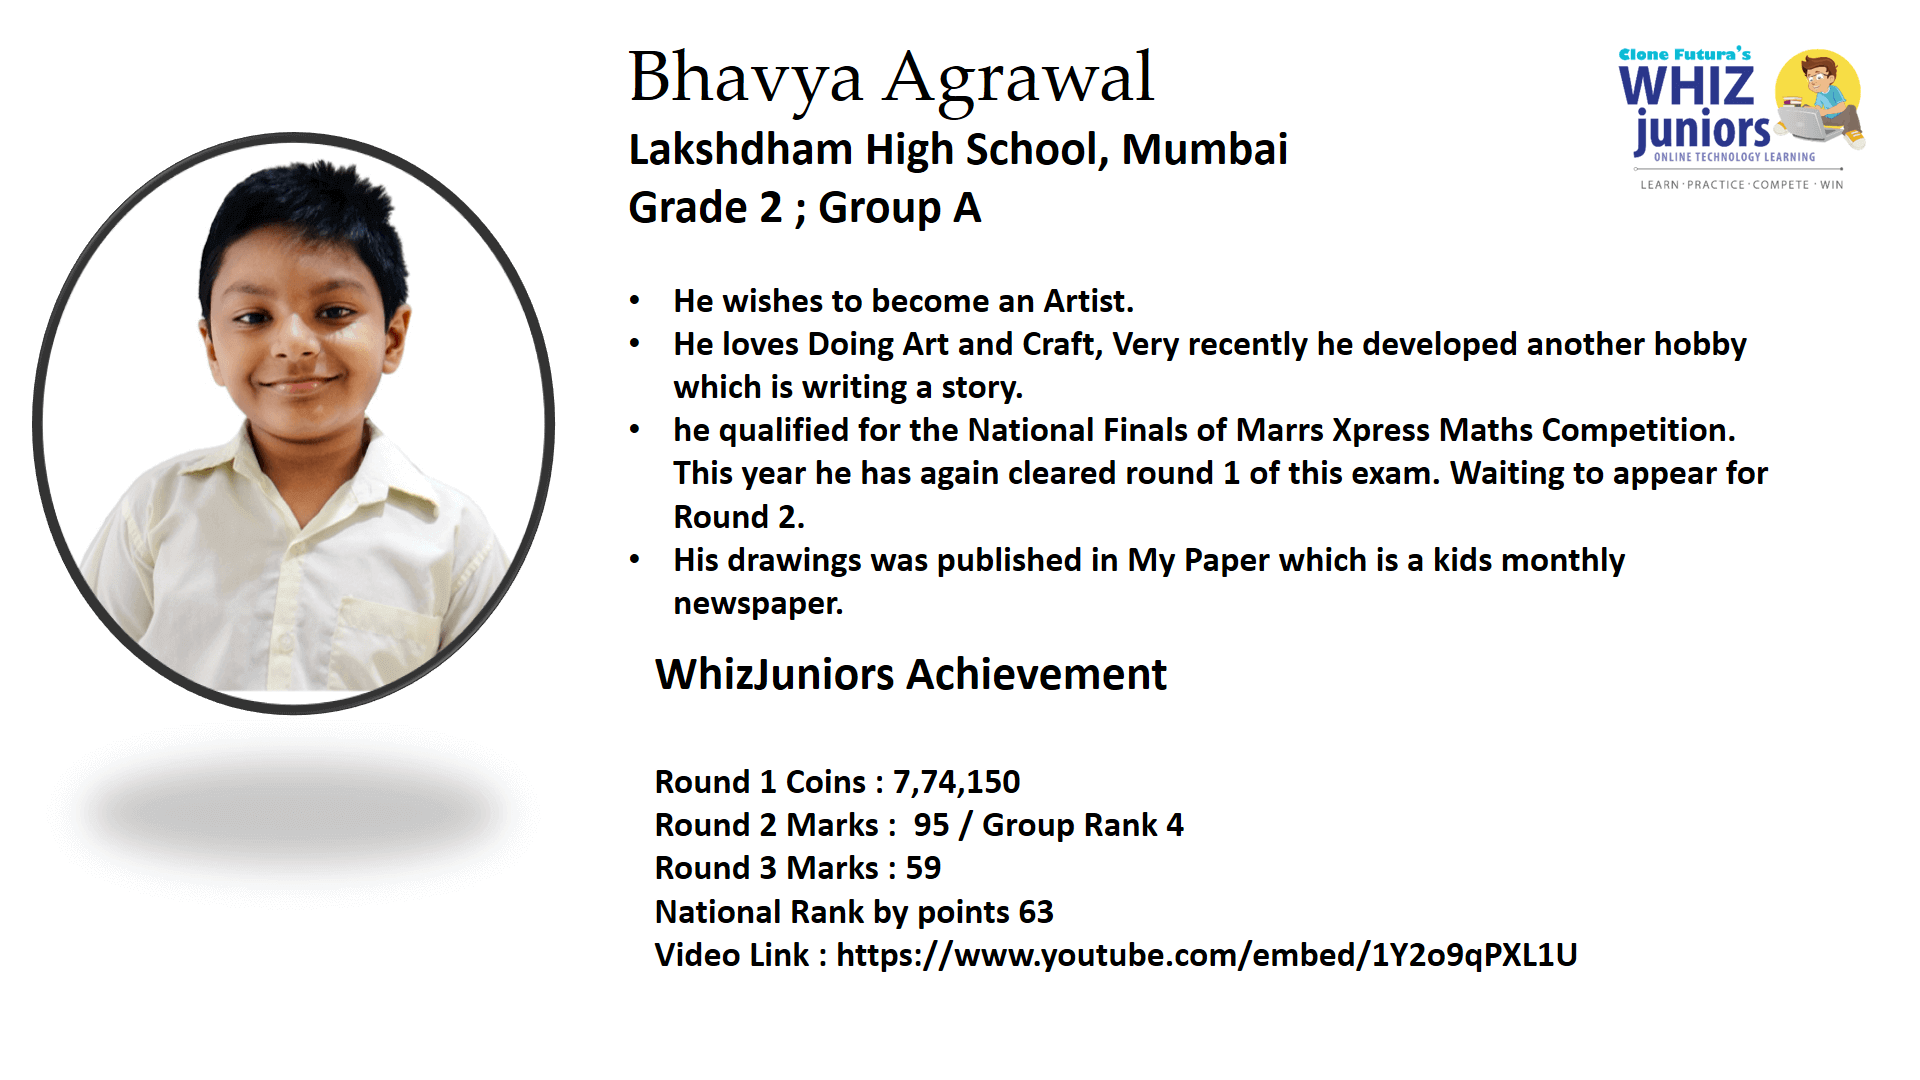 Bhavya Agrawal
Lakshdham High School, Mumbai
Grade 2 ; Group A
Clone Futura's
WHIZ
juniors
ONLINE TECHNOLOGY LEARNING
LEARN · PRACTICE · COMPETE · WIN
• He wishes to become an Artist.
• He loves Doing Art and Craft, Very recently he developed another hobby
which is writing a story.
• he qualified for the National Finals of Marrs Xpress Maths Competition.
This year he has again cleared round 1 of this exam. Waiting to appear for
Round 2.
• His drawings was published in My Paper which is a kids monthly
newspaper.
WhizJuniors Achievement
Round 1 Coins : 7,74,150
Round 2 Marks :  95 / Group Rank 4
Round 3 Marks : 59
National Rank by points 63
Video Link : https://www.youtube.com/embed/1Y2o9qPXL1U